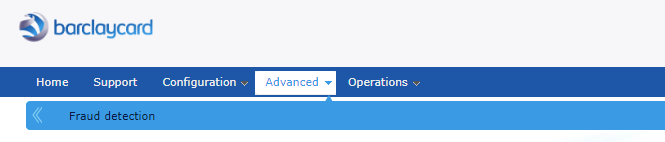 barclaycard
Home Support Configuration Advanced Operations
Fraud detection